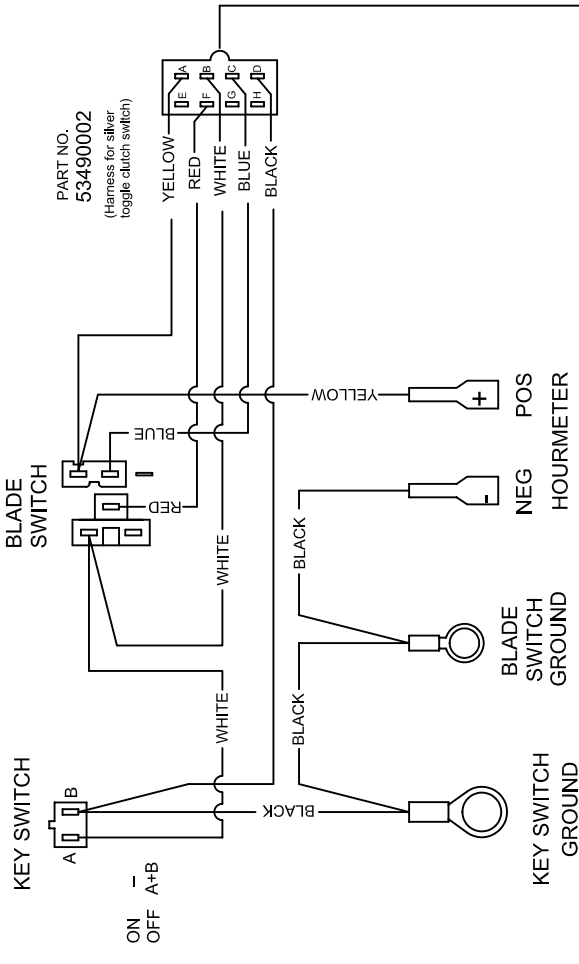 PART NO.
53490002
(Harness for silver
toggle clutch switch)
A
B
C
D
E
F
G
H
YELLOW
RED
WHITE
BLUE
BLACK
BLADE
SWITCH
BLUE
RED
WHITE
YELLOW
+
POS
-
NEG
HOURMETER
BLACK
BLADE
SWITCH
GROUND
WHITE
BLACK
KEY SWITCH
A
B
ON -
OFF A+B
BLACK
KEY SWITCH
GROUND